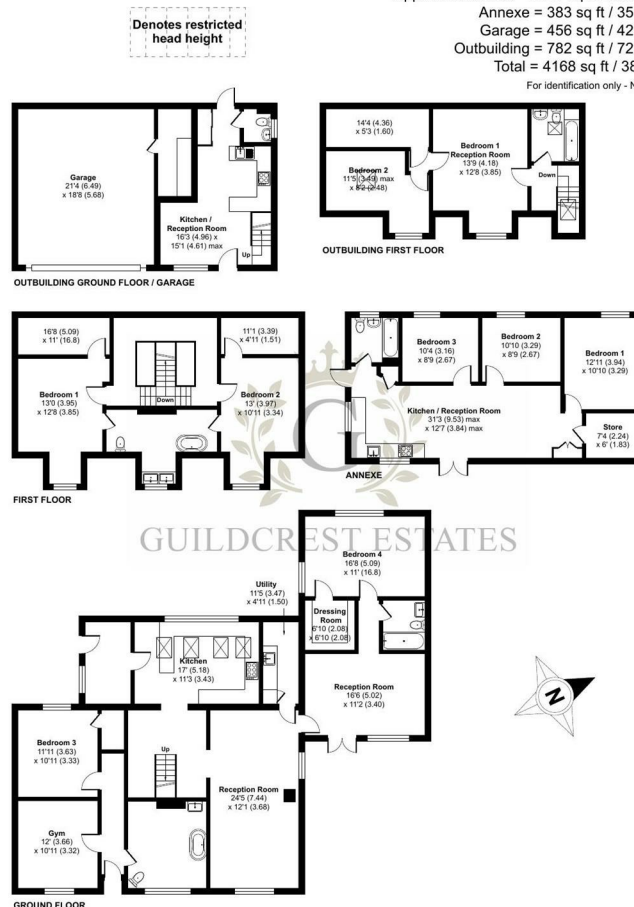 Denotes restricted
head height
Annexe = 383 sq ft / 35
Garage = 456 sq ft / 42
Outbuilding = 782 sq ft / 72
Total = 4168 sq ft / 38
For identification only - N
Garage
21'4 (6.49)
x 18'8 (5.68)
Kitchen /
Reception Room
16'3 (4.96) x
15'1 (4.61) max
Up
OUTBUILDING GROUND FLOOR / GARAGE
14'4 (4.36)
x 5'3 (1.60)
Bedroom 2
11'5 (3.49) max
x 8'2 (2.48)
Bedroom 1
Reception Room
13'9 (4.18)
x 12'8 (3.85)
Down
OUTBUILDING FIRST FLOOR
16'8 (5.09)
x 11' (16.8)
11'1 (3.39)
x 4'11 (1.51)
Bedroom 1
13'0 (3.95)
x 12'8 (3.85)
Down
Bedroom 2
13' (3.97)
x 10'11 (3.34)
FIRST FLOOR
Bedroom 3
10'4 (3.16)
x 8'9 (2.67)
Bedroom 2
10'10 (3.29)
x 8'9 (2.67)
Bedroom 1
12'11 (3.94)
x 10'10 (3.29)
Kitchen / Reception Room
31'3 (9.53) max
x 12'7 (3.84) max
Store
7'4 (2.24)
x 6' (1.83)
ANNEXE
G
GUILDCREST ESTATES
Bedroom 4
16'8 (5.09)
x 11' (16.8)
Utility
11'5 (3.47)
x 4'11 (1.50)
Dressing
Room
6'10 (2.08)
x 6'10 (2.08)
Kitchen
17' (5.18)
x 11'3 (3.43)
Reception Room
16'6 (5.02)
x 11'2 (3.40)
Bedroom 3
11'11 (3.63)
x 10'11 (3.33)
Up
Reception Room
24'5 (7.44)
x 12'1 (3.68)
Gym
12' (3.66)
x 10'11 (3.32)
GROUND FLOOR
N